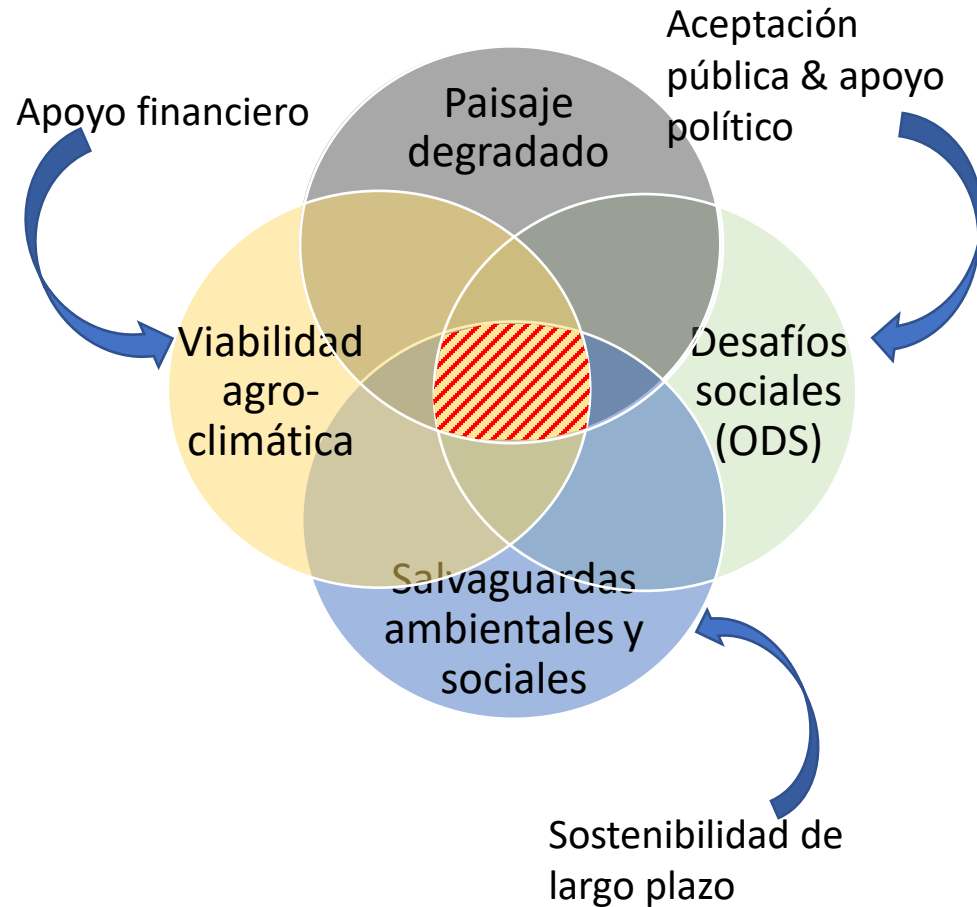 Aceptación
pública & apoyo
político
Apoyo financiero
Paisaje
degradado
Viabilidad
agro-
climática
Desafíos
sociales
(ODS)
Salvaguardas
ambientales y
sociales
Sostenibilidad de
largo plazo